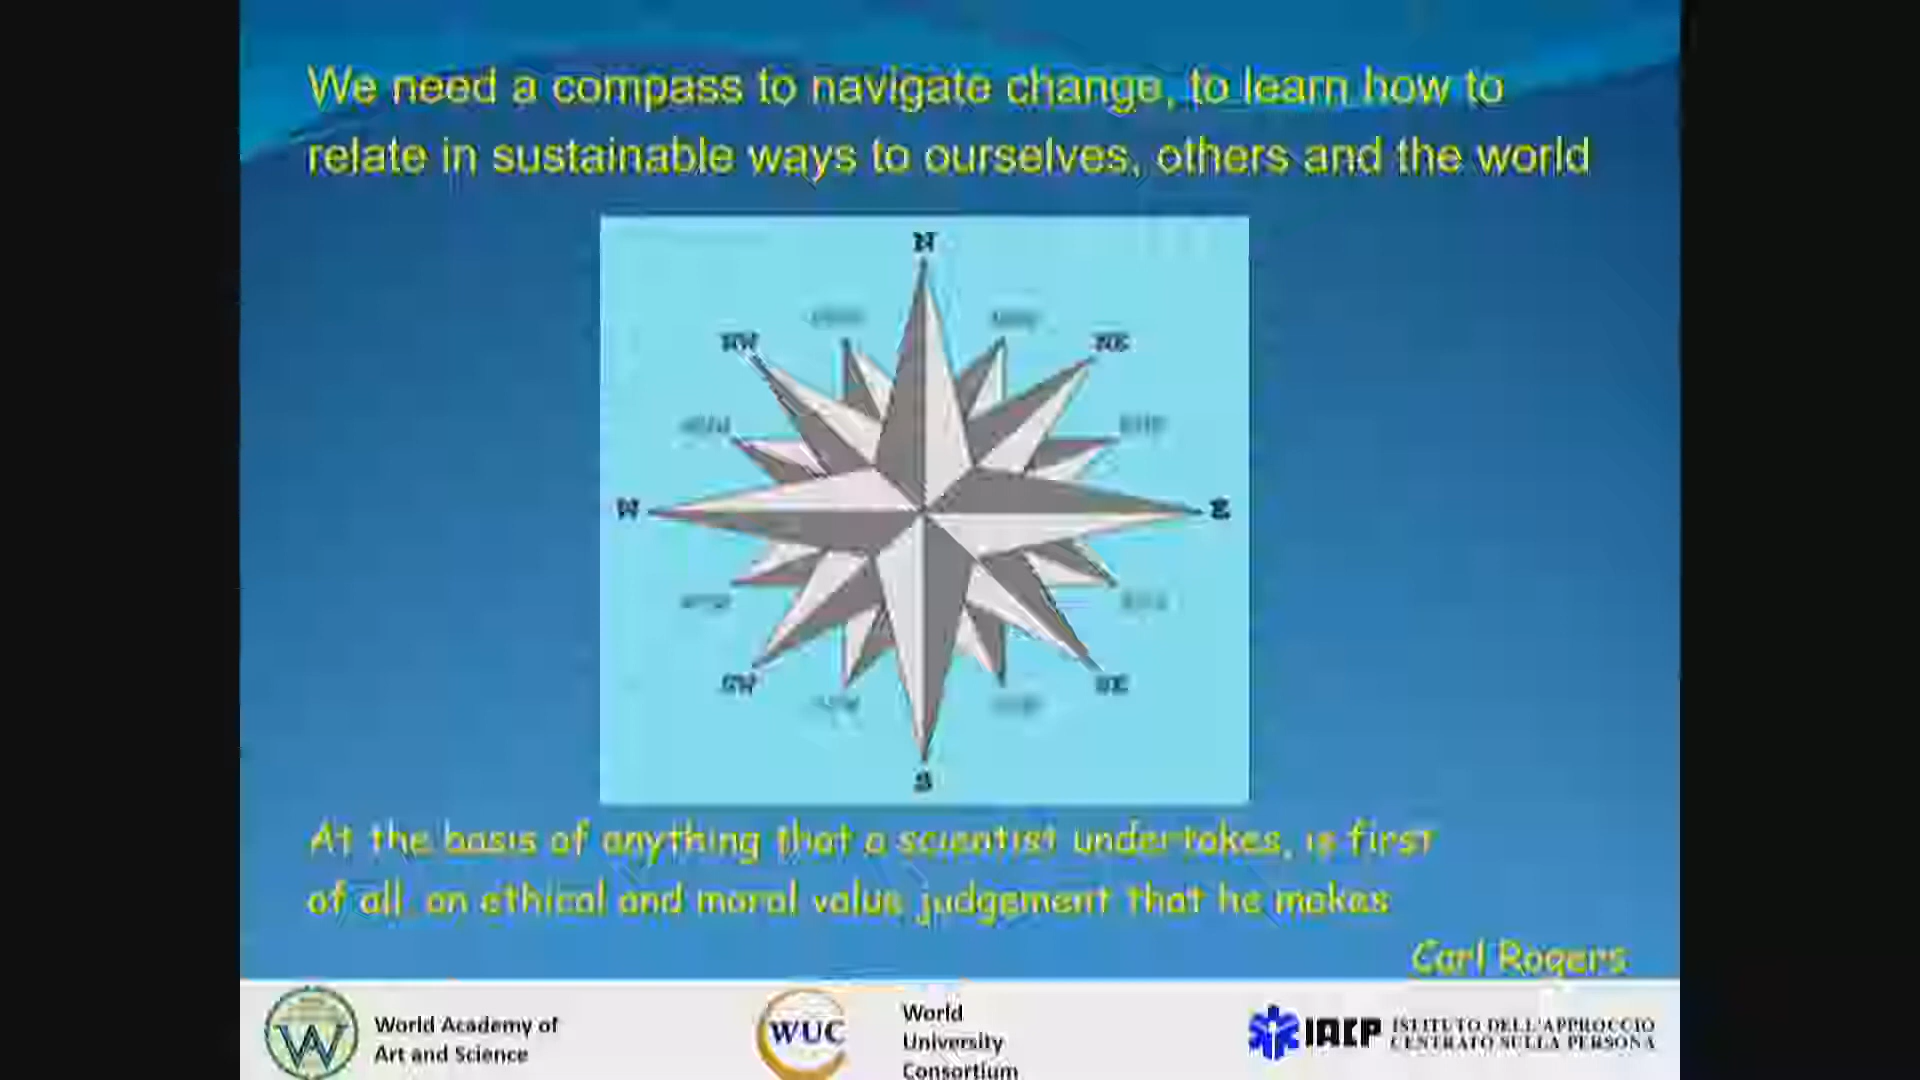 We need a compass to navigate change, to learn how to
relate in sustainable ways to ourselves, others and the world
N
NW
NE
W
E
SW
SE
S
At the basis of anything that a scientist undertakes, is first
of all, an ethical and moral value judgement that he makes
Carl Rogers
World Academy of
Art and Science
WUC
World
University
Consortium
IACP
ISTITUTO DELL'APPROCCIO
CENTRATO SULLA PERSONA